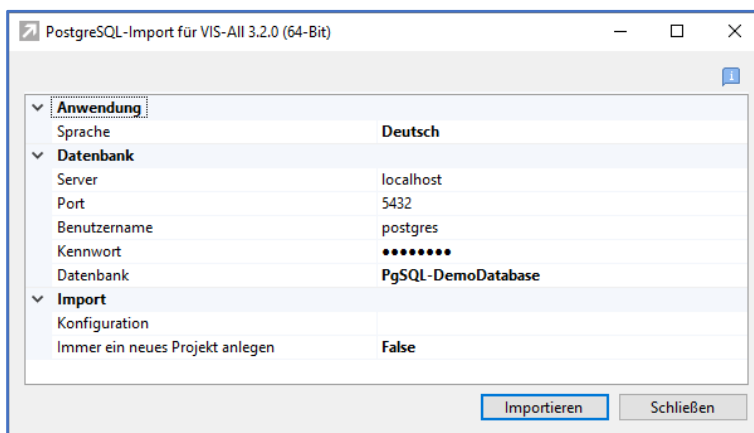 PostgreSQL-Import für VIS-All 3.2.0 (64-Bit)
Anwendung
Sprache Deutsch
Datenbank
Server localhost
Port 5432
Benutzername postgres
Kennwort ●●●●●●●●
Datenbank PgSQL-DemoDatabase
Import
Konfiguration
Immer ein neues Projekt anlegen False
Importieren Schließen